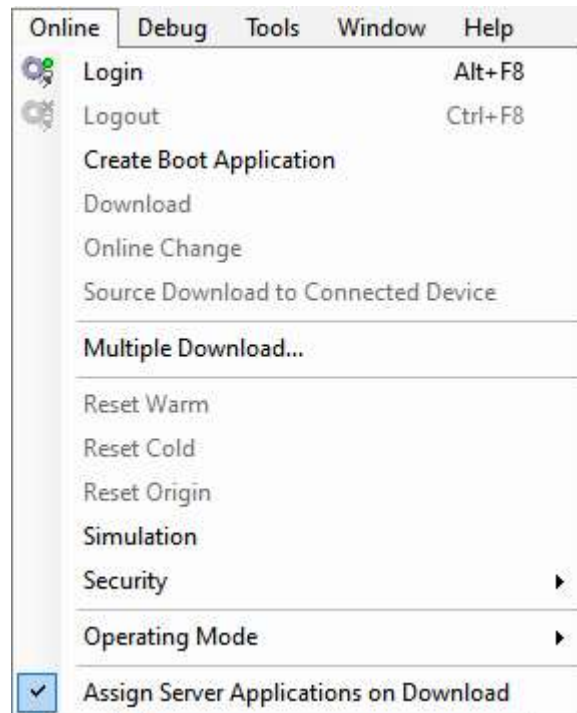 Online Debug Tools Window Help
Login Alt+F8
Logout Ctrl+F8
Create Boot Application
Download
Online Change
Source Download to Connected Device
Multiple Download...
Reset Warm
Reset Cold
Reset Origin
Simulation
Security
Operating Mode
Assign Server Applications on Download